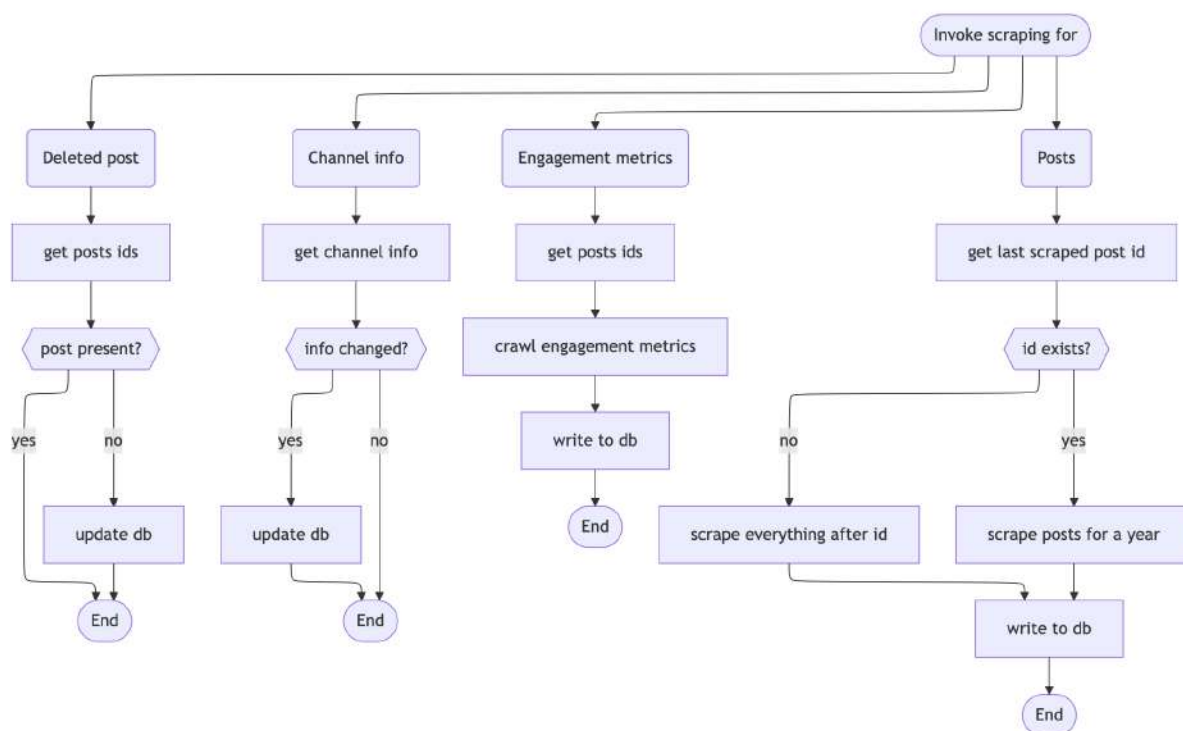 Invoke scraping for
Deleted post
Channel info
Engagement metrics
Posts
get posts ids
get channel info
get posts ids
get last scraped post id
post present?
info changed?
crawl engagement metrics
id exists?
yes
no
yes
no
write to db
no
yes
update db
update db
End
scrape everything after id
scrape posts for a year
End
End
write to db
End